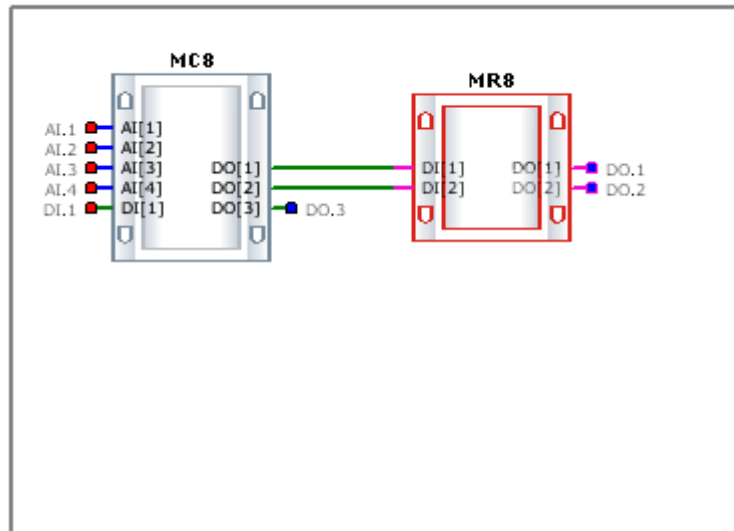 MC8
MR8
AI.1 AI[1]
AI.2 AI[2]
AI.3 AI[3] DO[1] DI[1] DO[1] DO.1
AI.4 AI[4] DO[2] DI[2] DO[2] DO.2
DI.1 DI[1] DO[3] DO.3